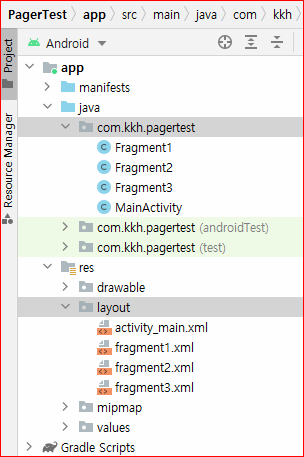 PagerTest app src main java com kkh
Android
app
manifests
java
com.kkh.pagertest
Fragment1
Fragment2
Fragment3
MainActivity
com.kkh.pagertest (androidTest)
com.kkh.pagertest (test)
res
drawable
layout
activity_main.xml
fragment1.xml
fragment2.xml
fragment3.xml
mipmap
values
Gradle Scripts
Project
Resource Manager